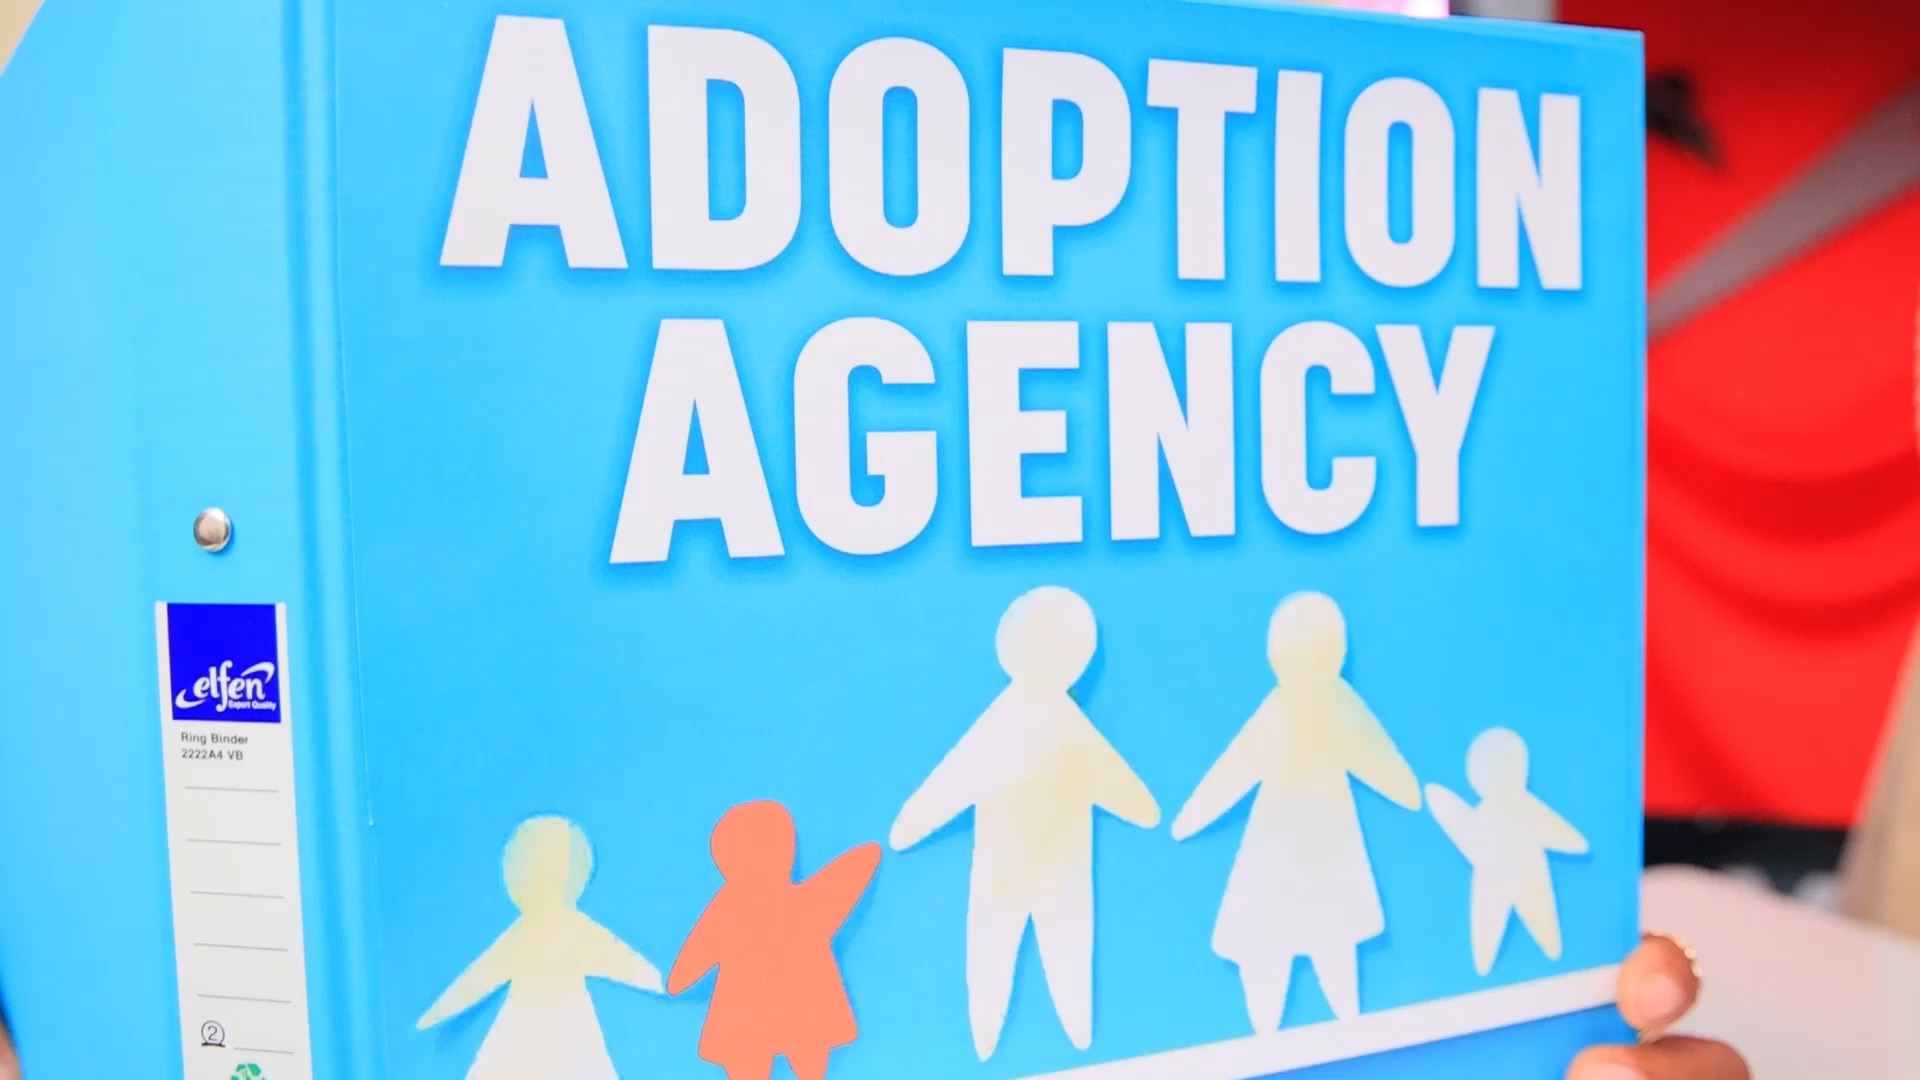 ADOPTION
AGENCY
elfen
Expert Quality
Ring Binder
2222A4 VB
2